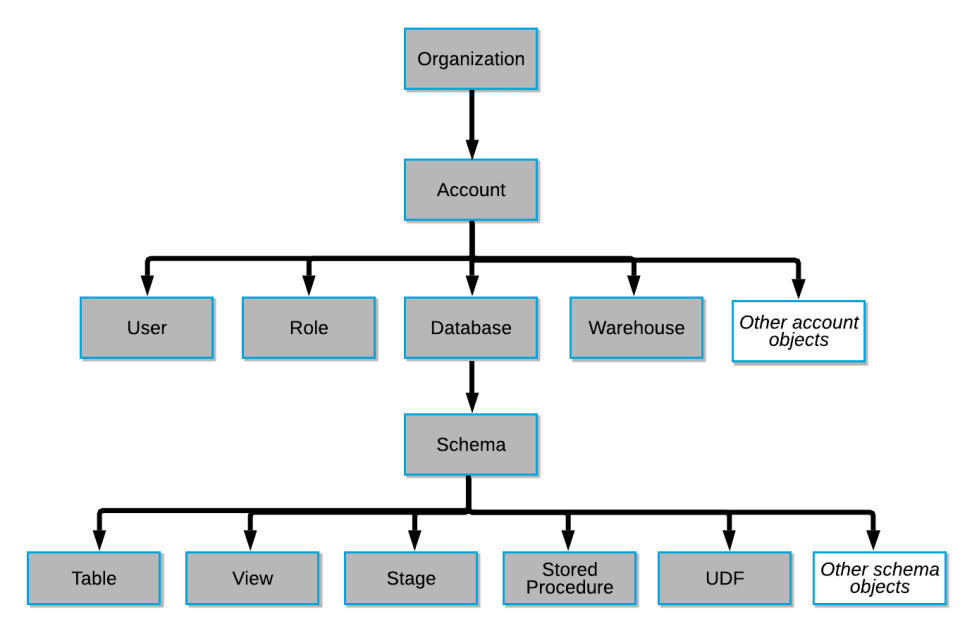 Organization
Account
User
Role
Database
Warehouse
Other account
objects
Schema
Table
View
Stage
Stored
Procedure
UDF
Other schema
objects